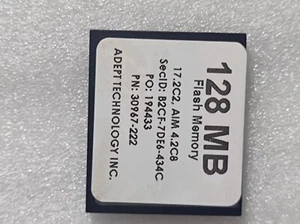 128 MB
Flash Memory
17.2C2, AIM 4.2C8
SecID: B2CF-7DE6-434C
PO: 194433
PN: 30967-222
ADEPT TECHNOLOGY INC.